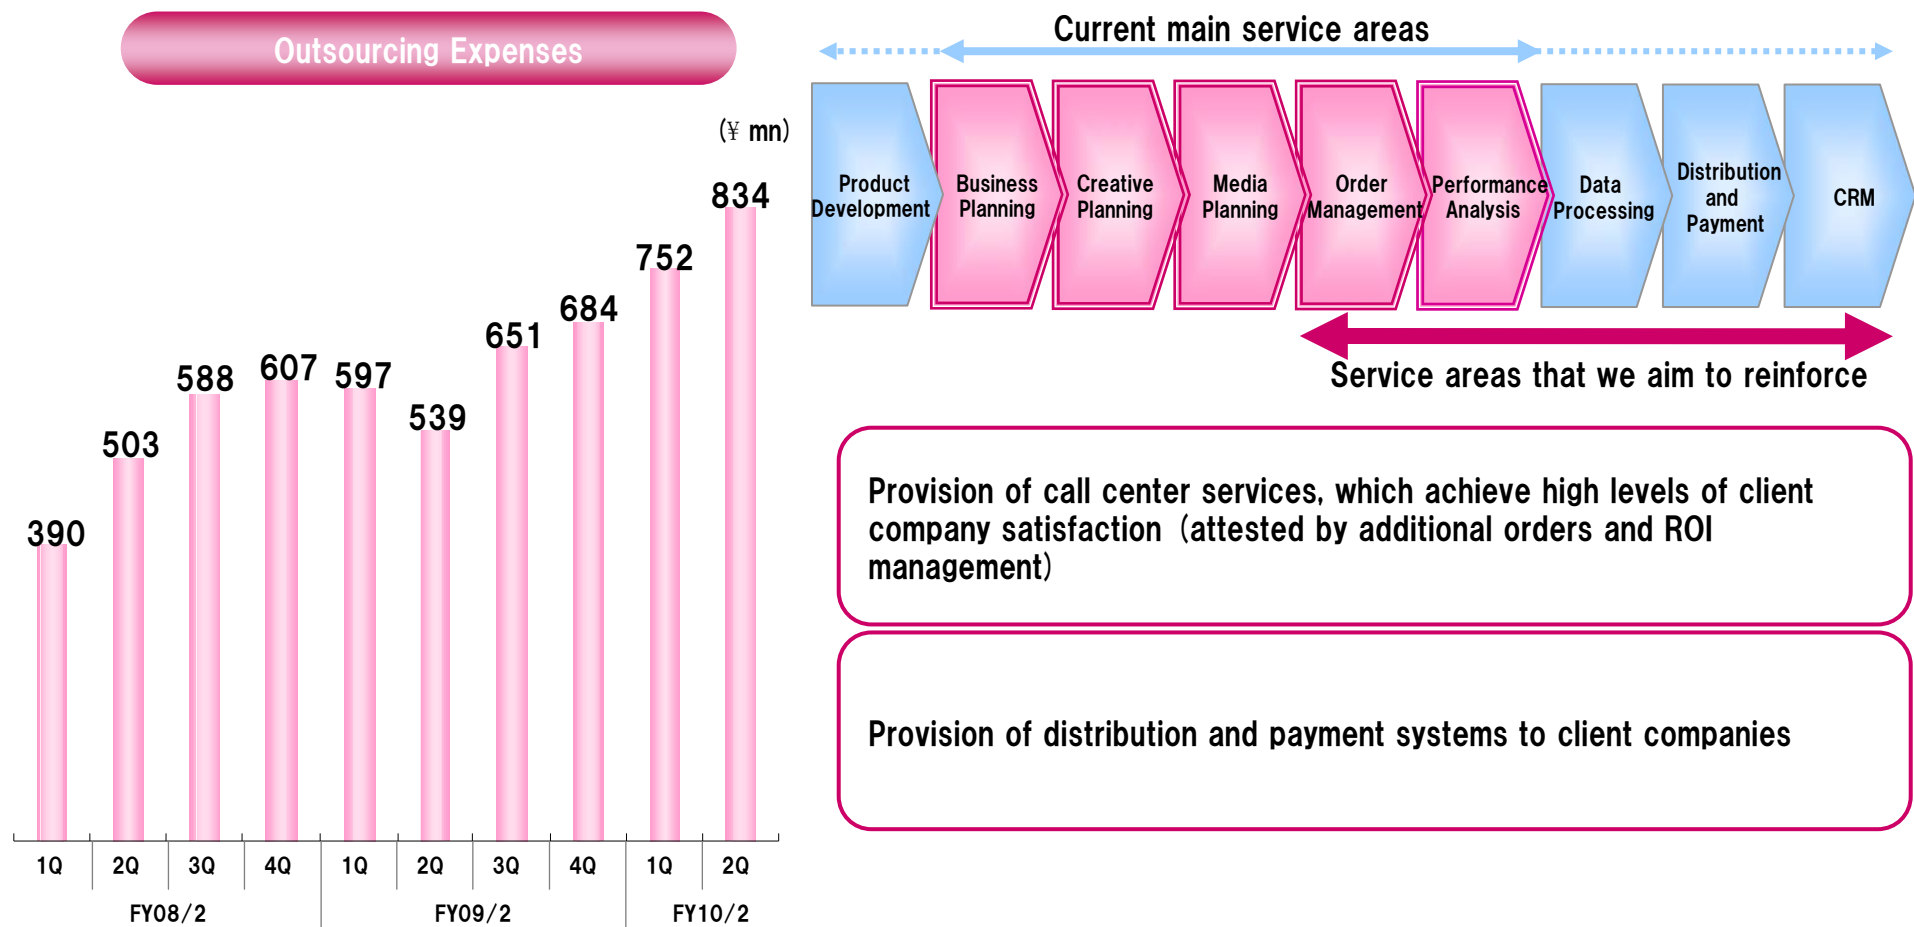 Outsourcing Expenses
(¥ mn)
390
503
588
607
597
539
651
684
752
834
1Q 2Q 3Q 4Q 1Q 2Q 3Q 4Q 1Q 2Q
FY08/2 FY09/2 FY10/2
Current main service areas
Product
Development
Business
Planning
Creative
Planning
Media
Planning
Order
Management
Performance
Analysis
Data
Processing
Distribution
and
Payment
CRM
Service areas that we aim to reinforce
Provision of call center services, which achieve high levels of client
company satisfaction (attested by additional orders and ROI
management)
Provision of distribution and payment systems to client companies